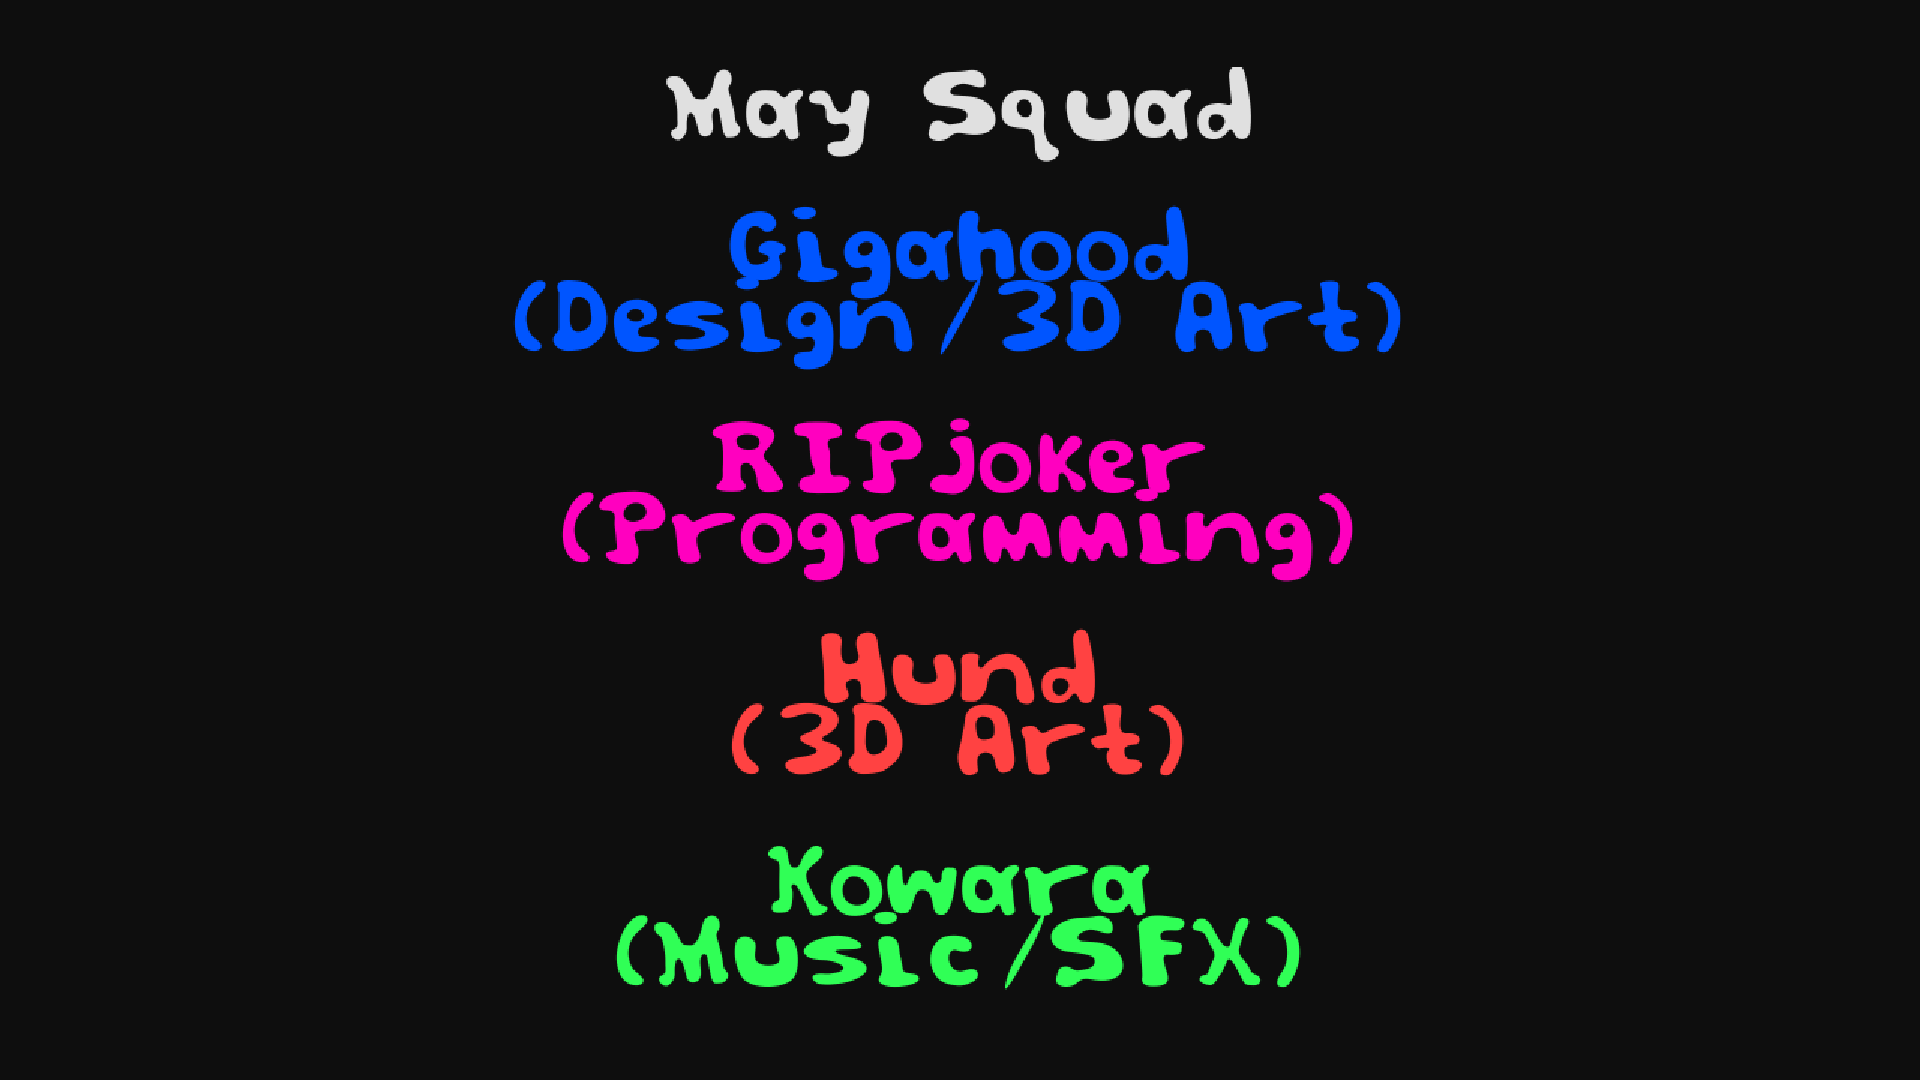 May Squad
Gigahood
(Design/3D Art)
RIPjoker
(Programming)
Hund
(3D Art)
Kowara
(Music/SFX)